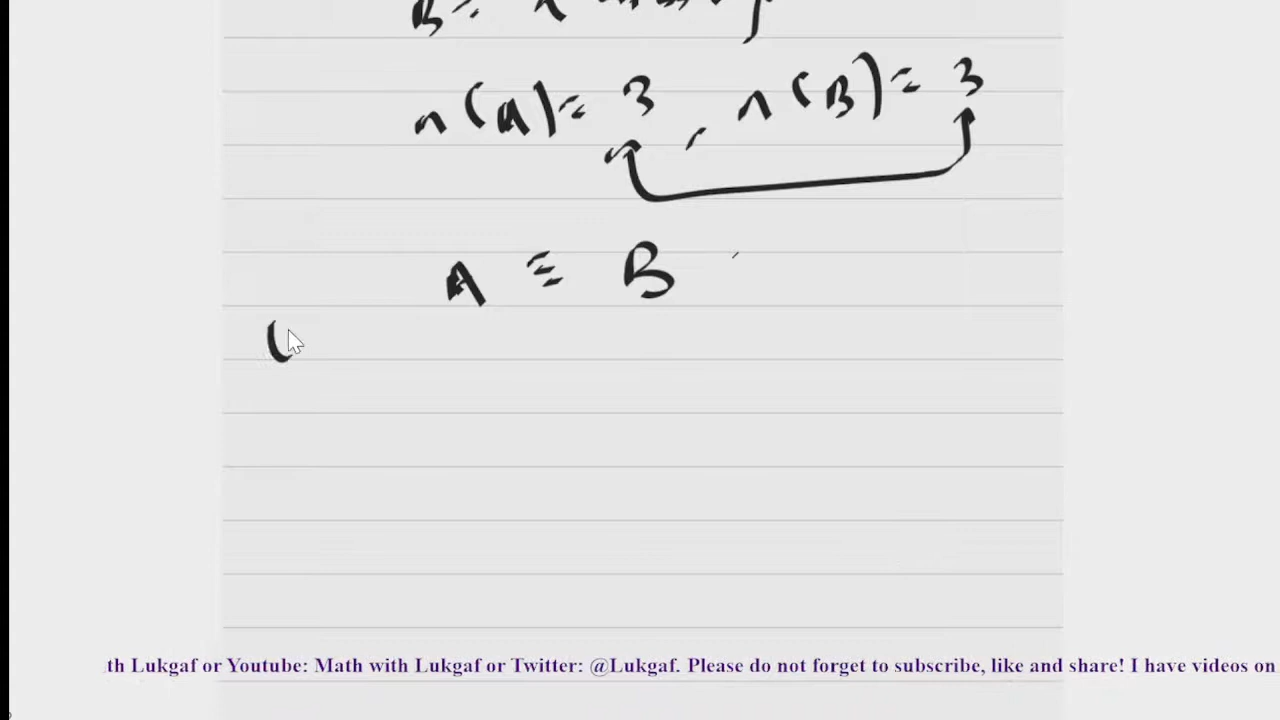 n(A) = 3 , n(B) = 3
A ≡ B
(
th Lukgaf or Youtube: Math with Lukgaf or Twitter: @Lukgaf. Please do not forget to subscribe, like and share! I have videos on